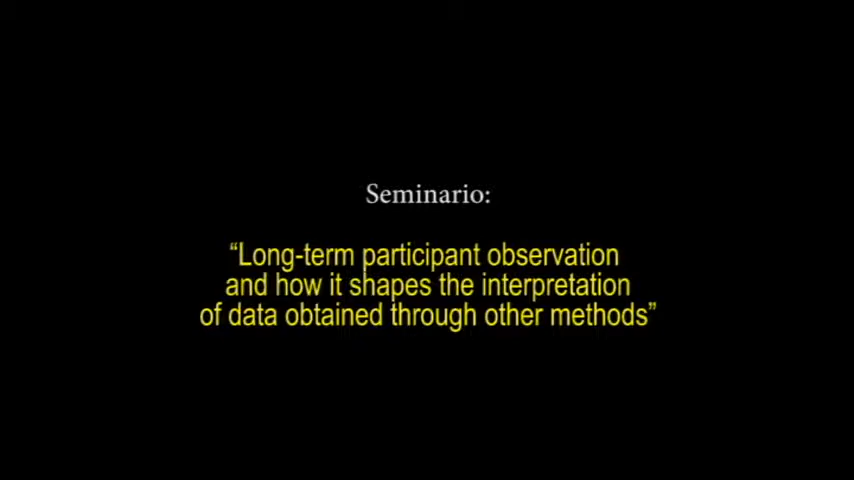 Seminario:
“Long-term participant observation
and how it shapes the interpretation
of data obtained through other methods”